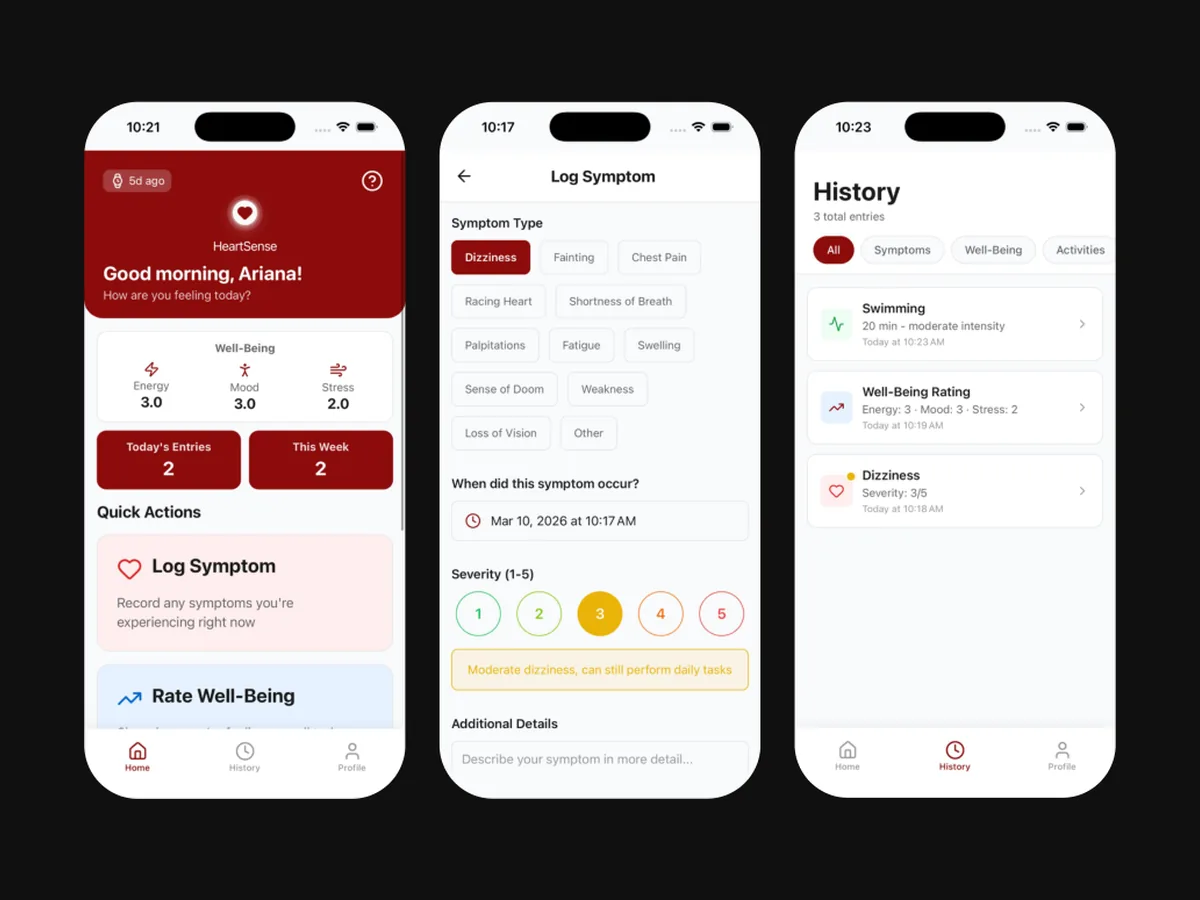 10:21
5d ago
HeartSense
Good morning, Ariana!
How are you feeling today?
Well-Being
Energy
3.0
Mood
3.0
Stress
2.0
Today's Entries
2
This Week
2
Quick Actions
Log Symptom
Record any symptoms you're
experiencing right now
Rate Well-Being
Home
History
Profile
10:17
Log Symptom
Symptom Type
Dizziness
Fainting
Chest Pain
Racing Heart
Shortness of Breath
Palpitations
Fatigue
Swelling
Sense of Doom
Weakness
Loss of Vision
Other
When did this symptom occur?
Mar 10, 2026 at 10:17 AM
Severity (1-5)
1
2
3
4
5
Moderate dizziness, can still perform daily tasks
Additional Details
Describe your symptom in more detail...
10:23
History
3 total entries
All
Symptoms
Well-Being
Activities
Swimming
20 min - moderate intensity
Today at 10:23 AM
Well-Being Rating
Energy: 3 · Mood: 3 · Stress: 2
Today at 10:19 AM
Dizziness
Severity: 3/5
Today at 10:18 AM
Home
History
Profile